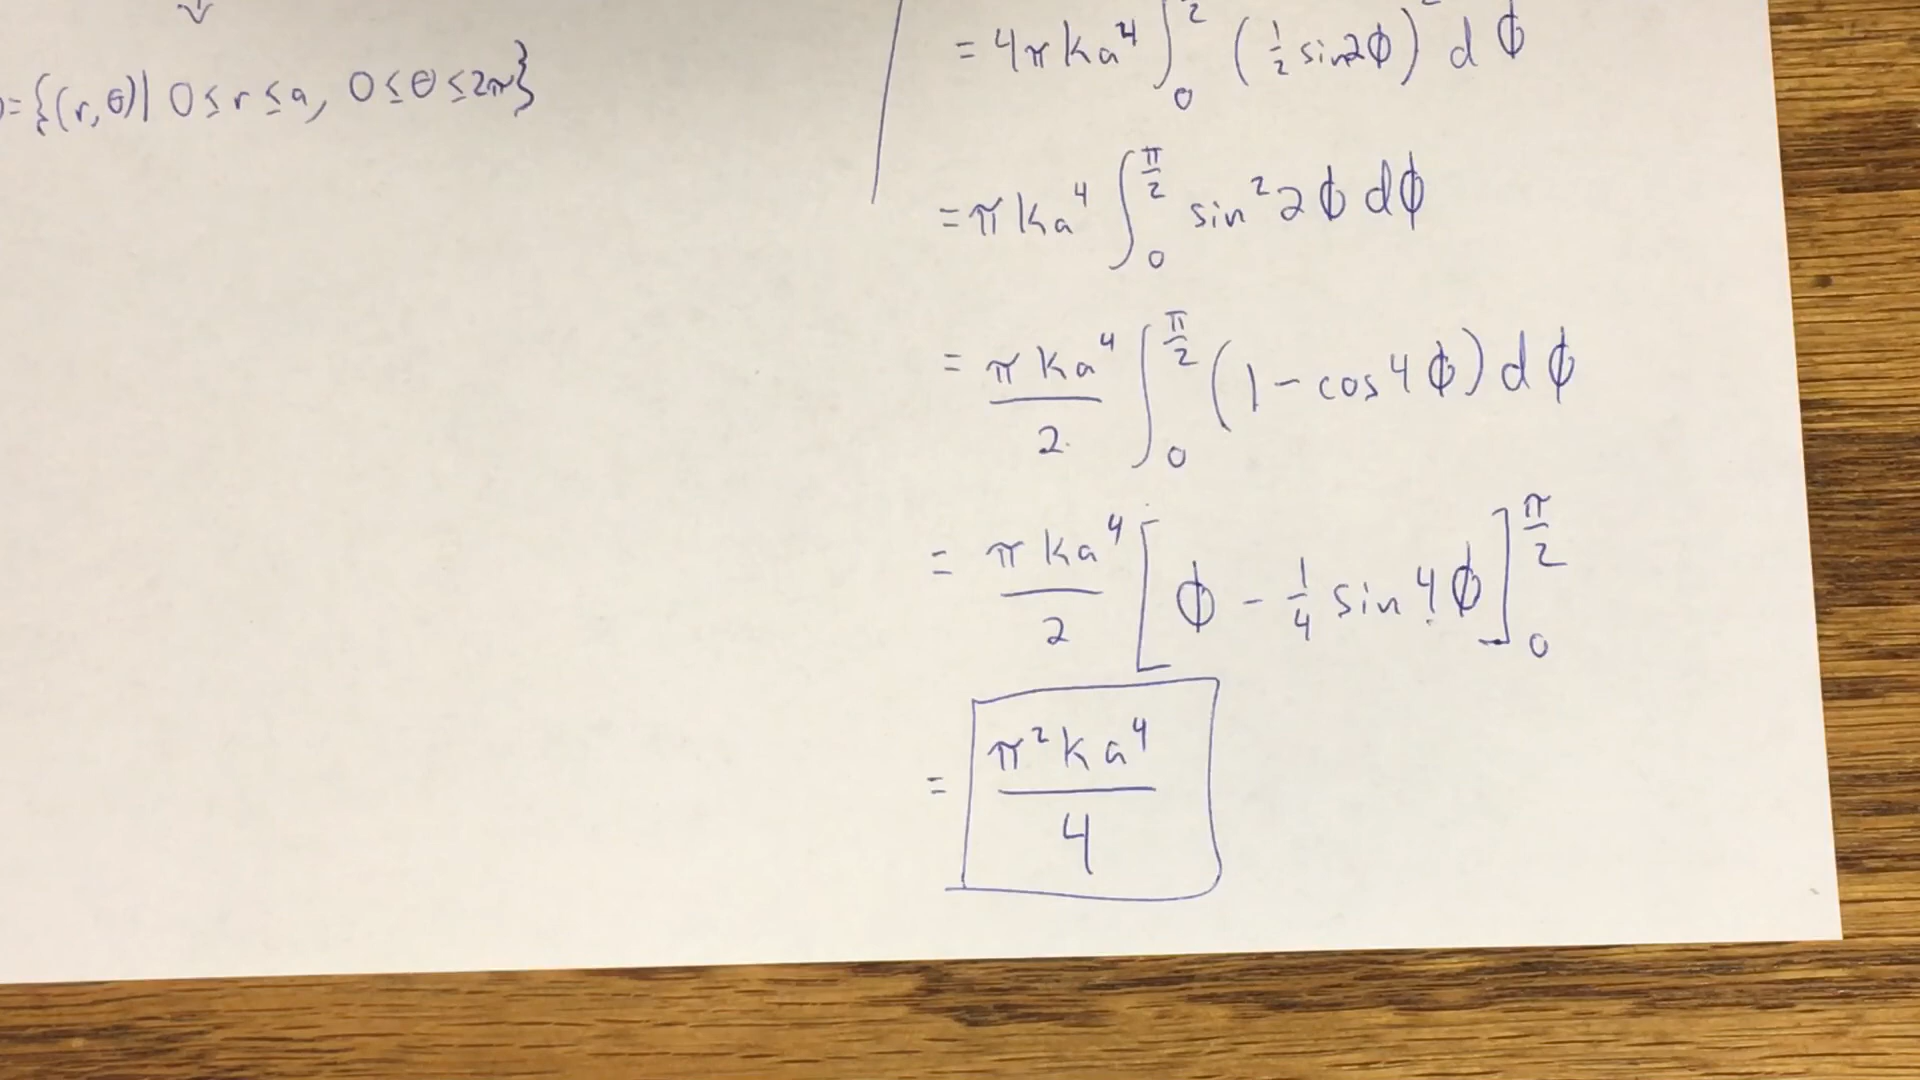 D={(r,θ)| 0≤r≤a, 0≤θ≤2π}
= 4πka⁴ ∫₀^2 (½ sin2ϕ)² dϕ
= πka⁴ ∫₀^(π/2) sin²2ϕ dϕ
= πka⁴/2 ∫₀^(π/2) (1 - cos4ϕ) dϕ
= πka⁴/2 [ϕ - ¼ sin4ϕ]₀^(π/2)
= π²ka⁴/4